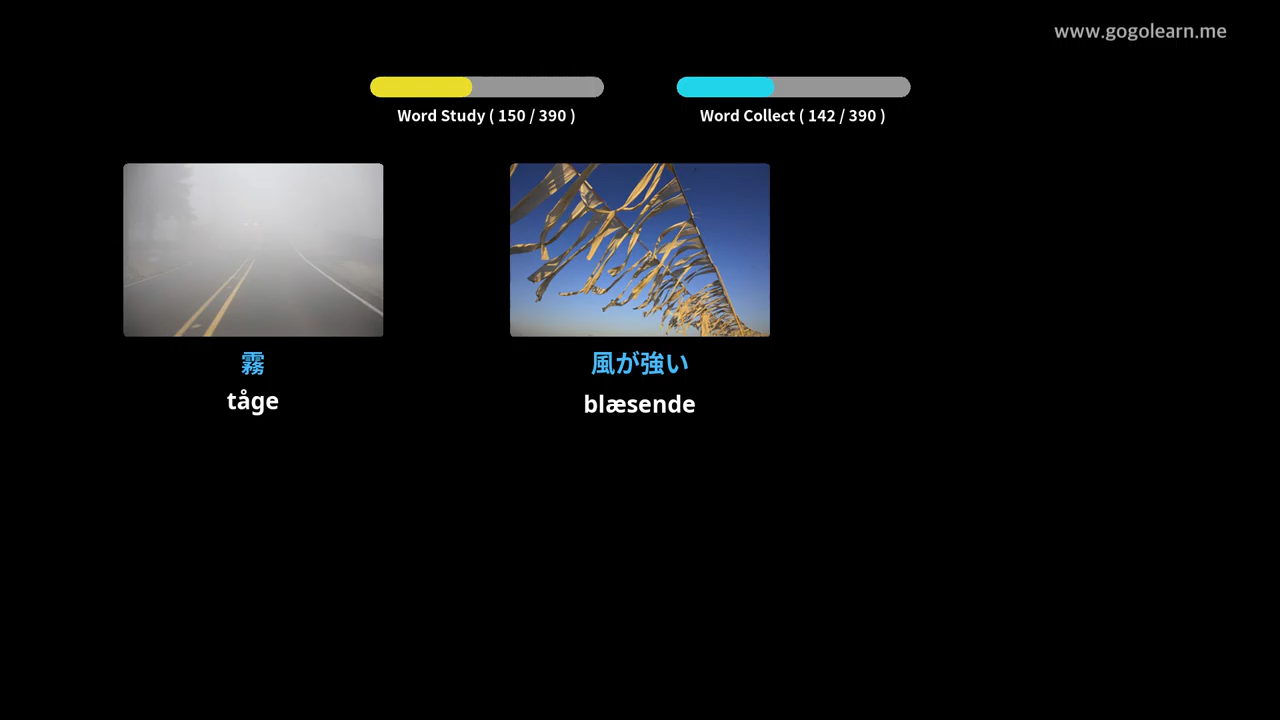 www.gogolearn.me
Word Study ( 150 / 390 )
Word Collect ( 142 / 390 )
霧
tåge
風が強い
blæsende